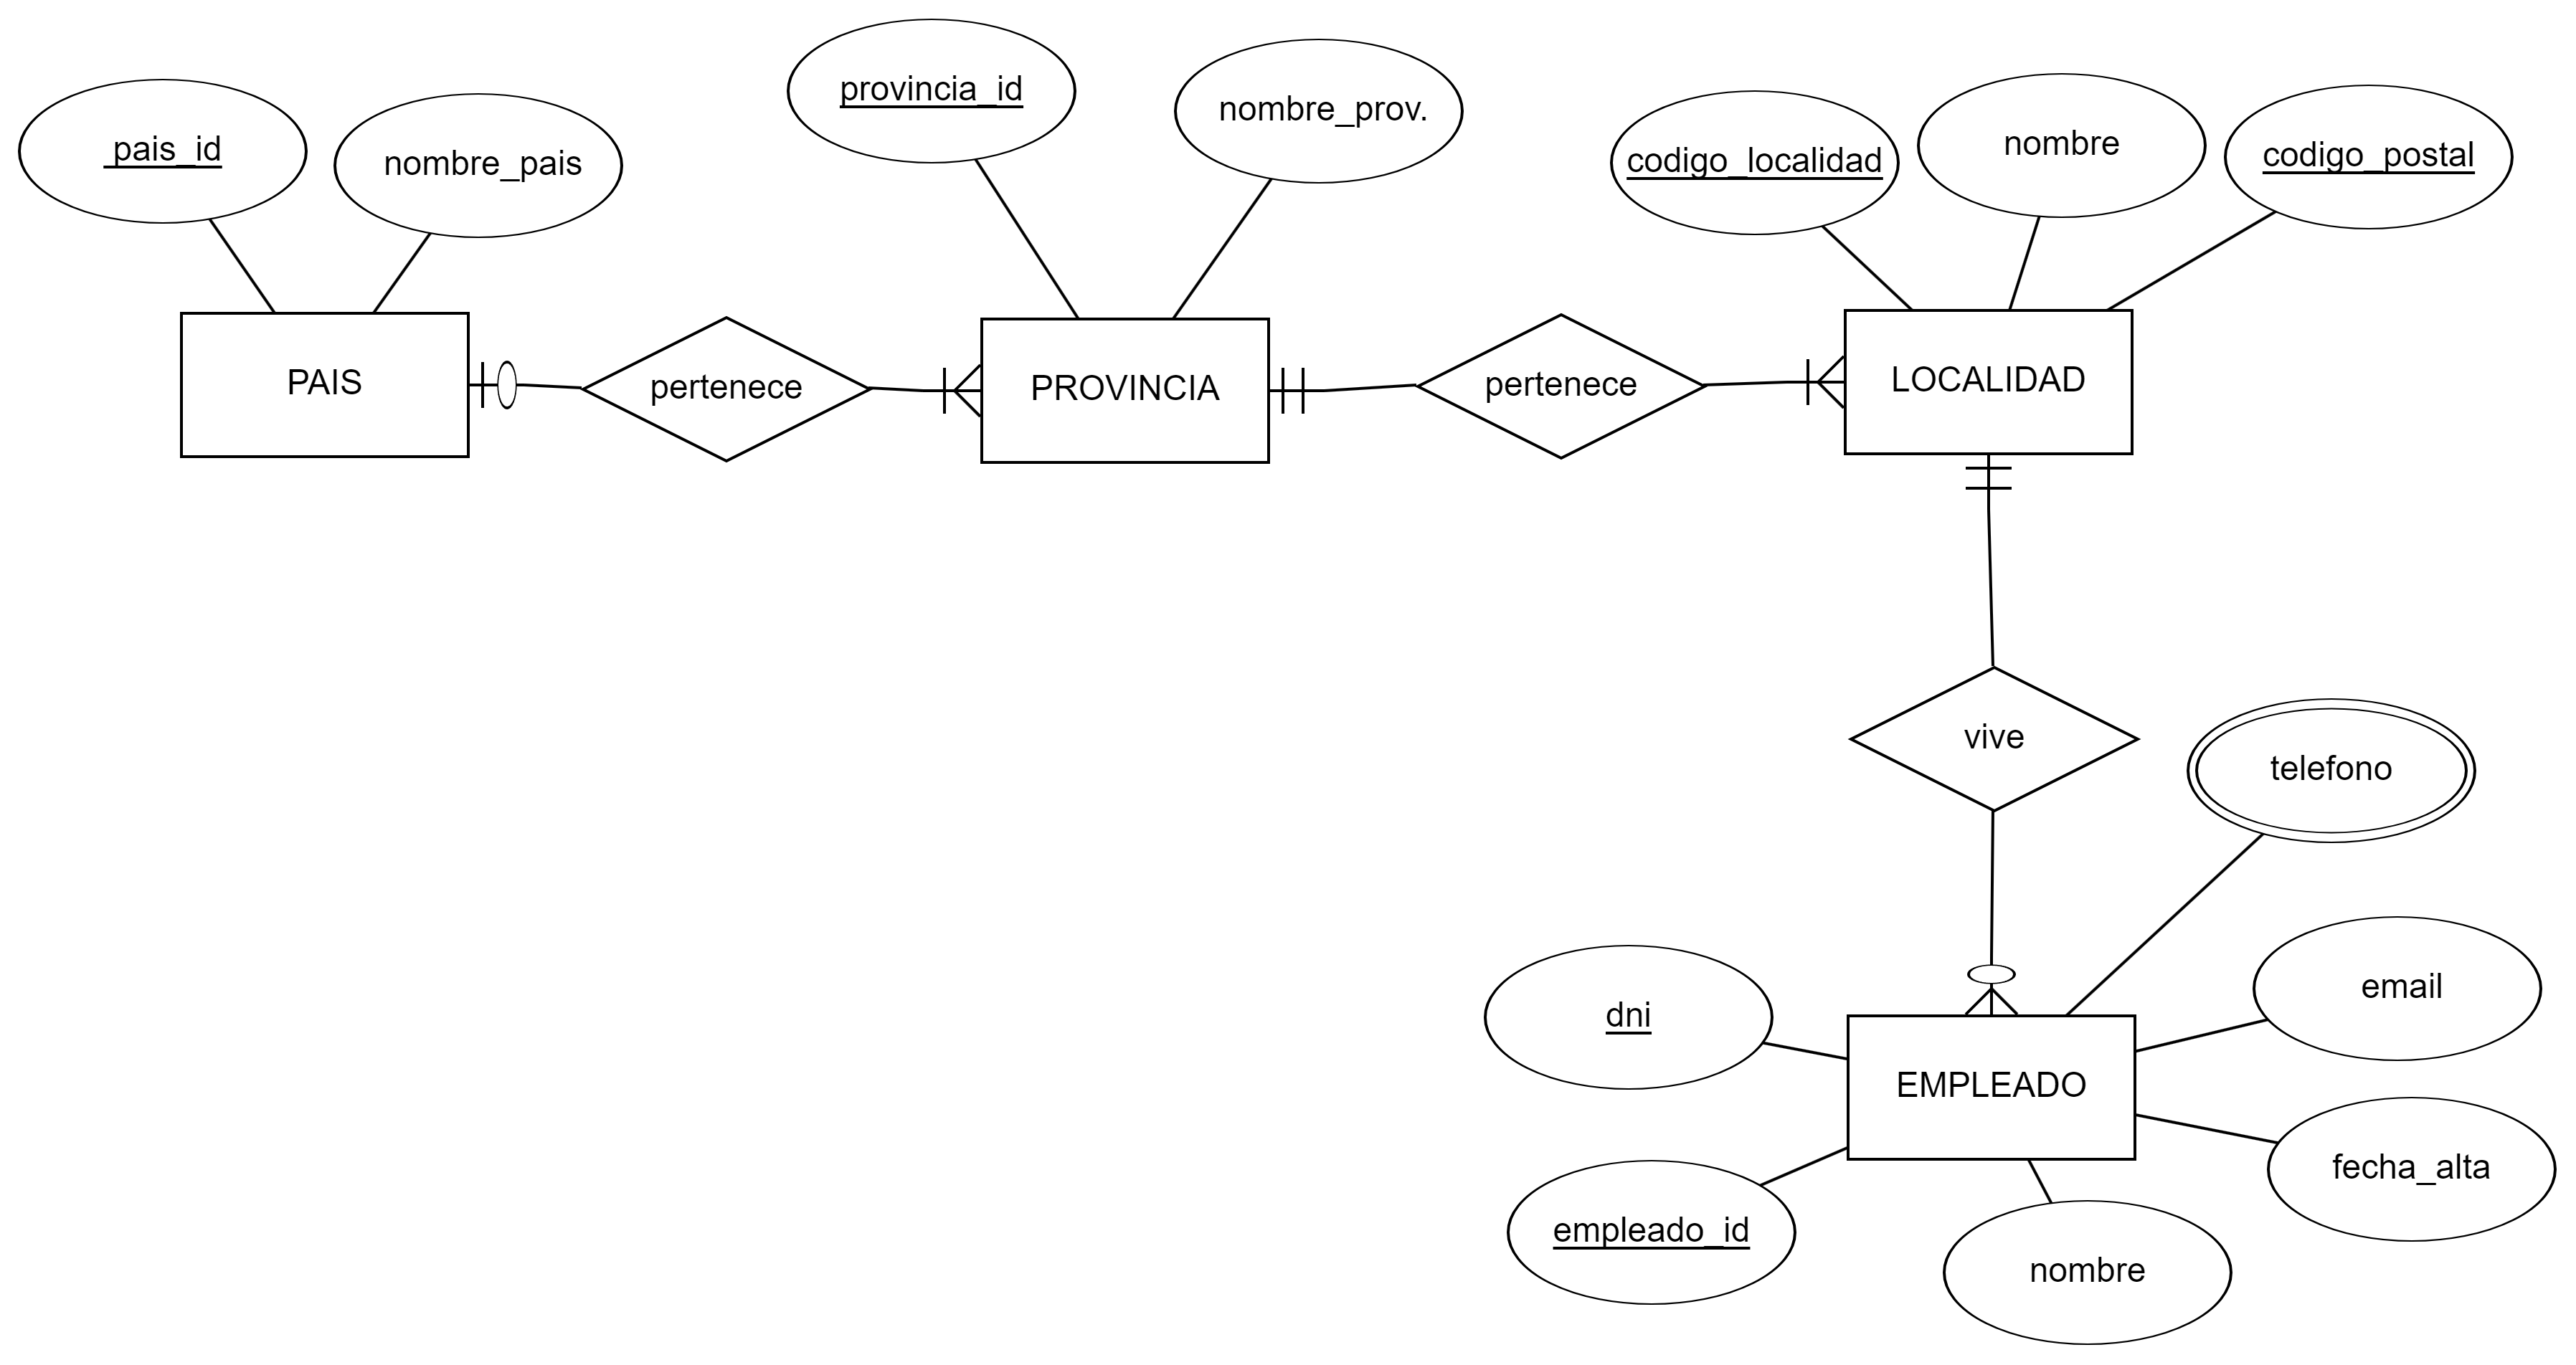 pais_id
nombre_pais
provincia_id
nombre_prov.
codigo_localidad
nombre
codigo_postal
PAIS
pertenece
PROVINCIA
pertenece
LOCALIDAD
vive
telefono
dni
email
EMPLEADO
fecha_alta
empleado_id
nombre